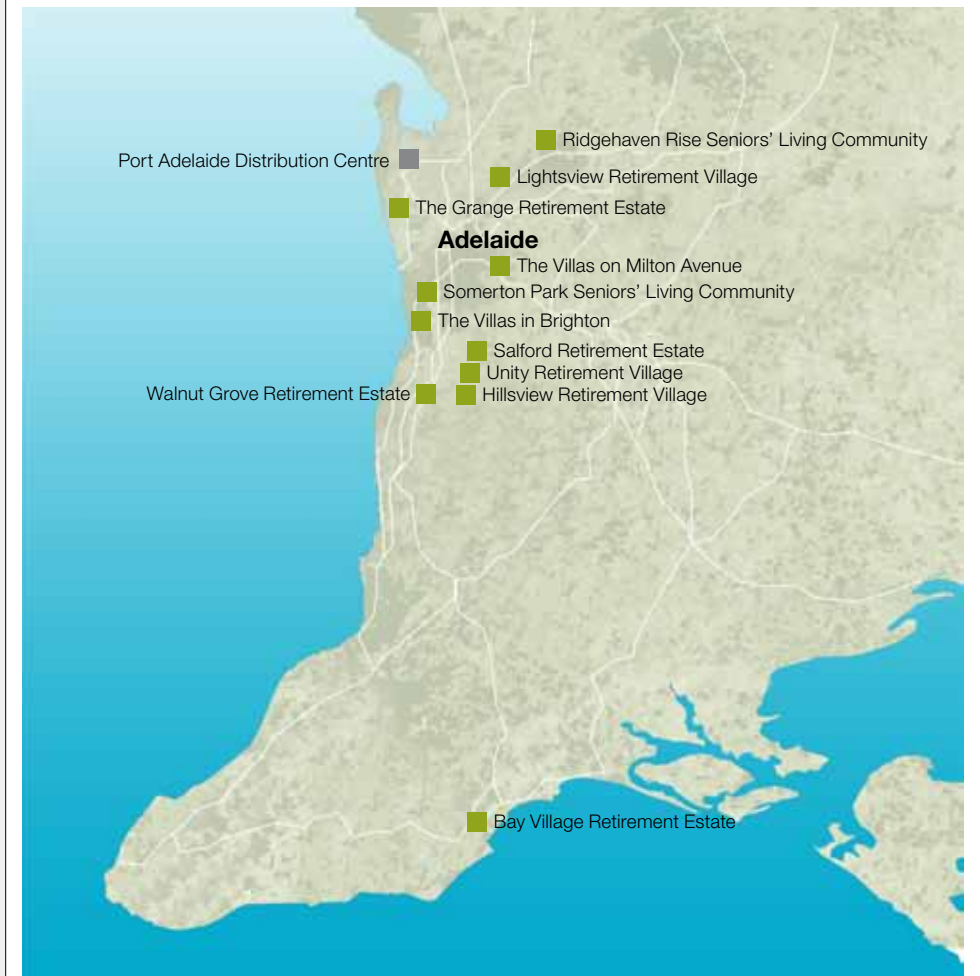 Ridgehaven Rise Seniors' Living Community
Port Adelaide Distribution Centre
Lightsview Retirement Village
The Grange Retirement Estate
Adelaide
The Villas on Milton Avenue
Somerton Park Seniors' Living Community
The Villas in Brighton
Salford Retirement Estate
Unity Retirement Village
Walnut Grove Retirement Estate
Hillsview Retirement Village
Bay Village Retirement Estate